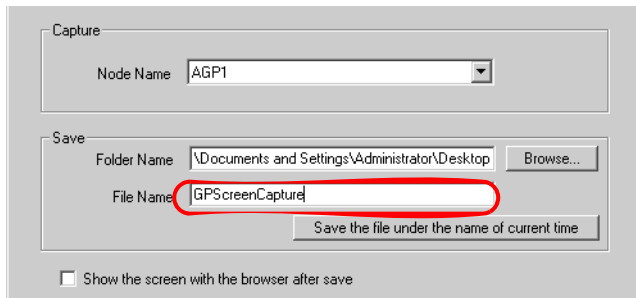 Capture
Node Name AGP1
Save
Folder Name \Documents and Settings\Administrator\Desktop Browse...
File Name GPScreenCapture
Save the file under the name of current time
Show the screen with the browser after save